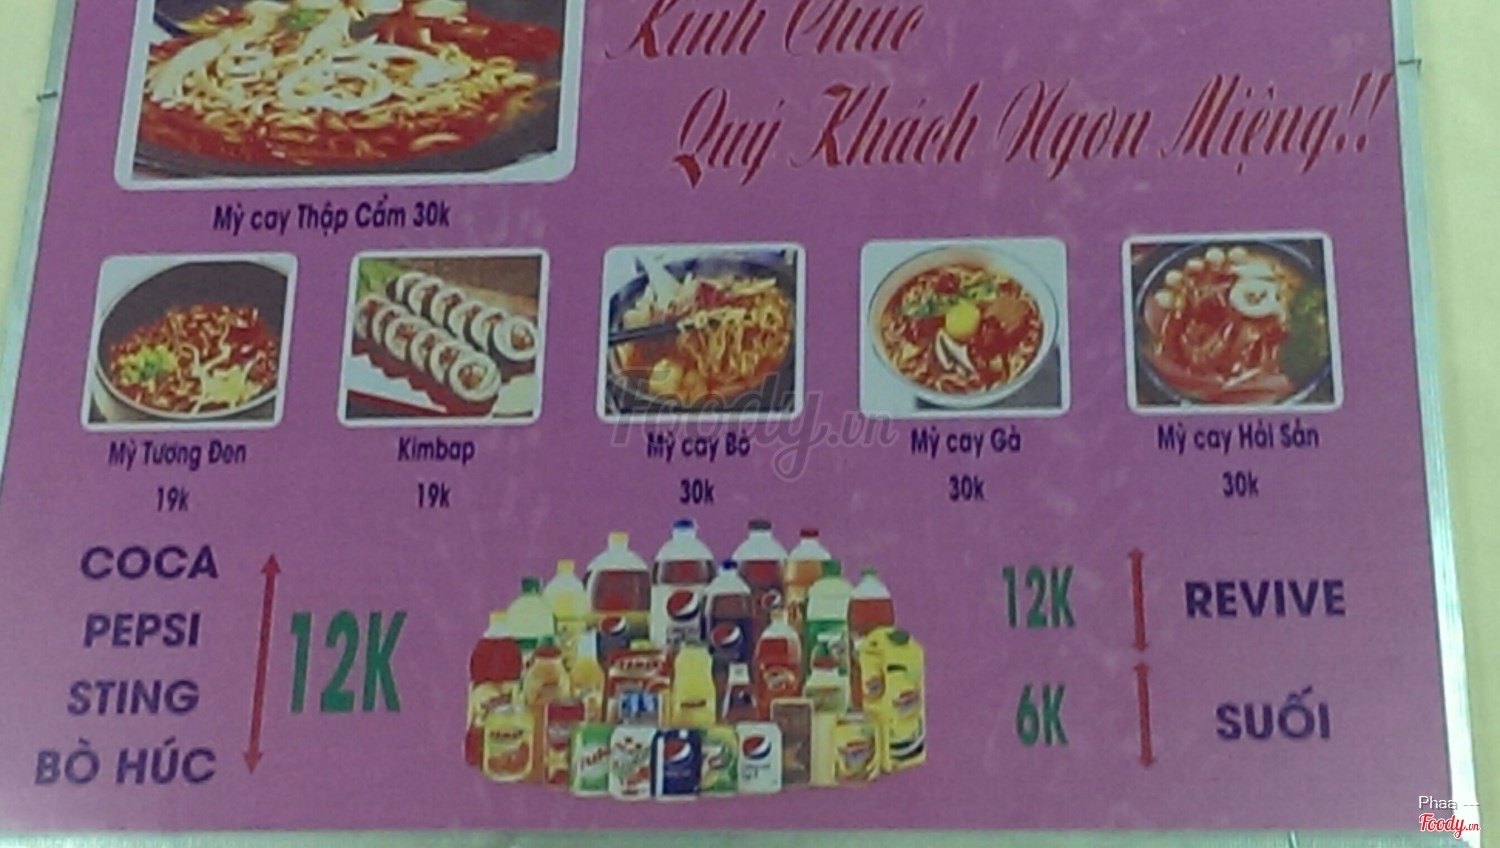 Kính Chúc
Quý Khách Ngon Miệng!!
Mỳ cay Thập Cẩm 30k
Mỳ Tương Đen
19k
Kimbap
19k
Mỳ cay Bò
30k
Mỳ cay Gà
30k
Mỳ cay Hải Sản
30k
COCA
PEPSI
STING
BÒ HÚC
12K
12K
REVIVE
6K
SUỐI
Foody.vn
Phaa ---
Foody.vn